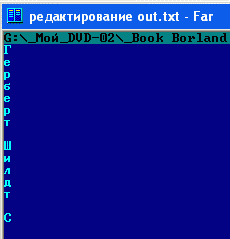 редактирование out.txt - Far
G:\_Мой_DVD-02\_Book Borland
Г
е
р
б
е
р
т
Ш
и
л
д
т
С